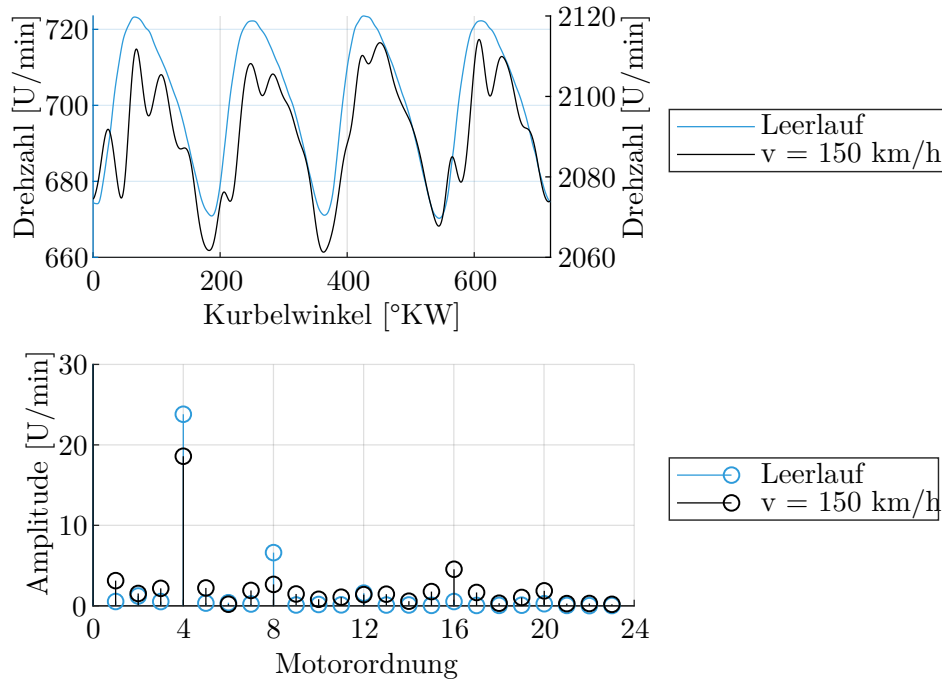 Drehzahl [U/min]
720
700
680
660
0
200
400
600
Kurbelwinkel [°KW]
2120
2100
2080
2060
Drehzahl [U/min]
Leerlauf
v = 150 km/h
Amplitude [U/min]
30
20
10
0
0
4
8
12
16
20
24
Motorordnung
Leerlauf
v = 150 km/h